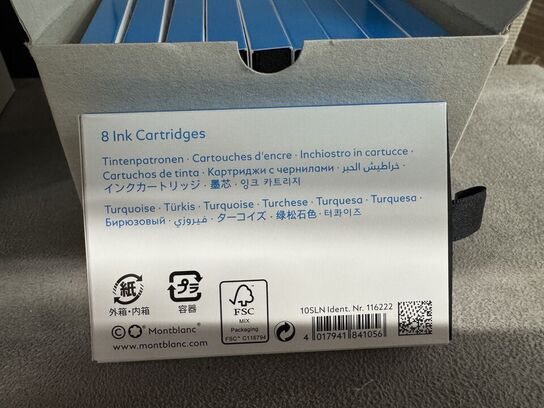 8 Ink Cartridges
Tintenpatronen · Cartouches d'encre · Inchiostro in cartucce ·
Cartuchos de tinta · Картриджи с чернилами · خراطيش الحبر ·
インクカートリッジ · 墨芯 · 잉크 카트리지
Turquoise · Türkis · Turquoise · Turchese · Turquesa · Turquesa ·
Бирюзовый · فيروزي · ターコイズ · 绿松石色 · 터콰이즈
紙
外箱・内箱
プラ
容器
FSC
MIX
Packaging
FSC™ C118794
© Montblanc®
www.montblanc.com
10SLN Ident. Nr. 116222
4 017941 841056